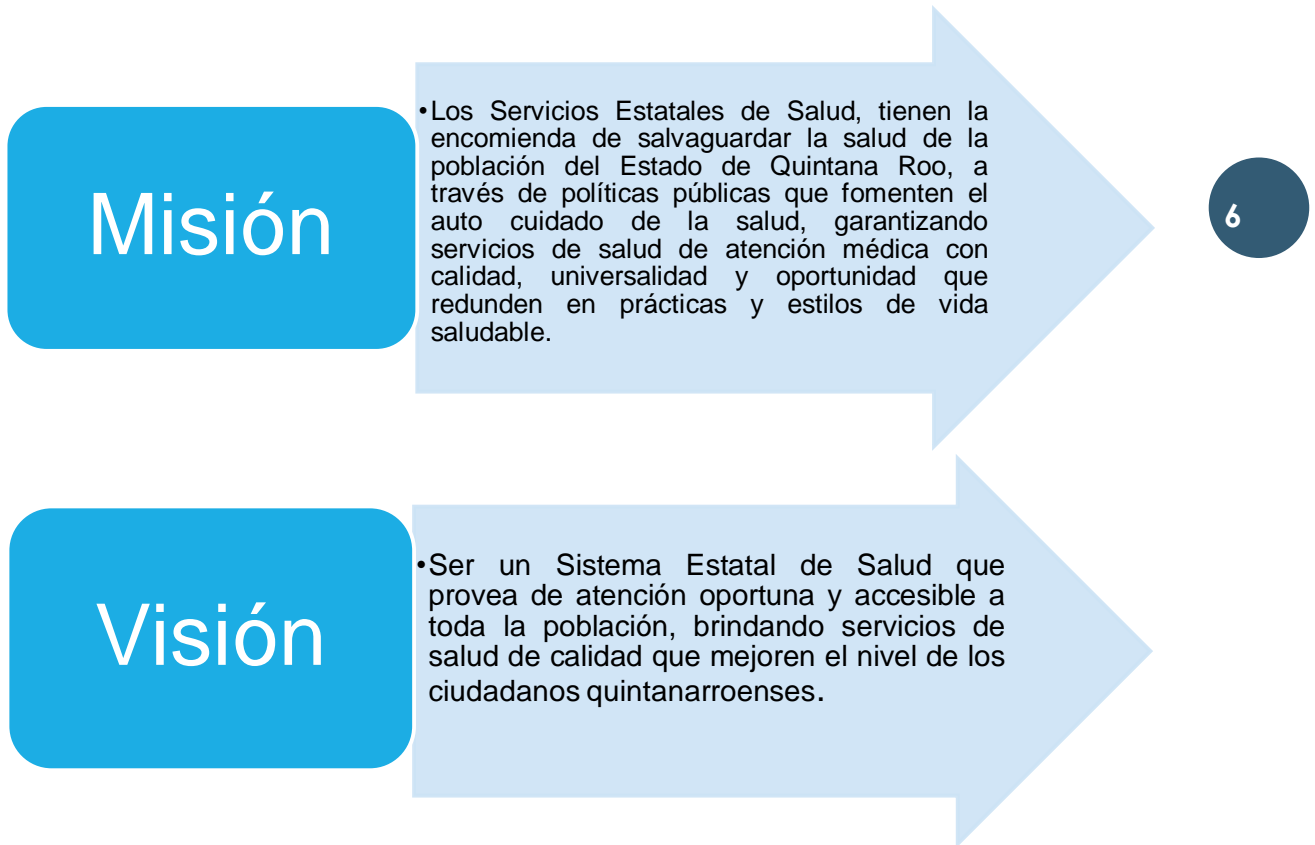 Misión
•Los Servicios Estatales de Salud, tienen la
encomienda de salvaguardar la salud de la
población del Estado de Quintana Roo, a
través de políticas públicas que fomenten el
auto cuidado de la salud, garantizando
servicios de salud de atención médica con
calidad, universalidad y oportunidad que
redunden en prácticas y estilos de vida
saludable.
6
Visión
•Ser un Sistema Estatal de Salud que
provea de atención oportuna y accesible a
toda la población, brindando servicios de
salud de calidad que mejoren el nivel de los
ciudadanos quintanarroenses.